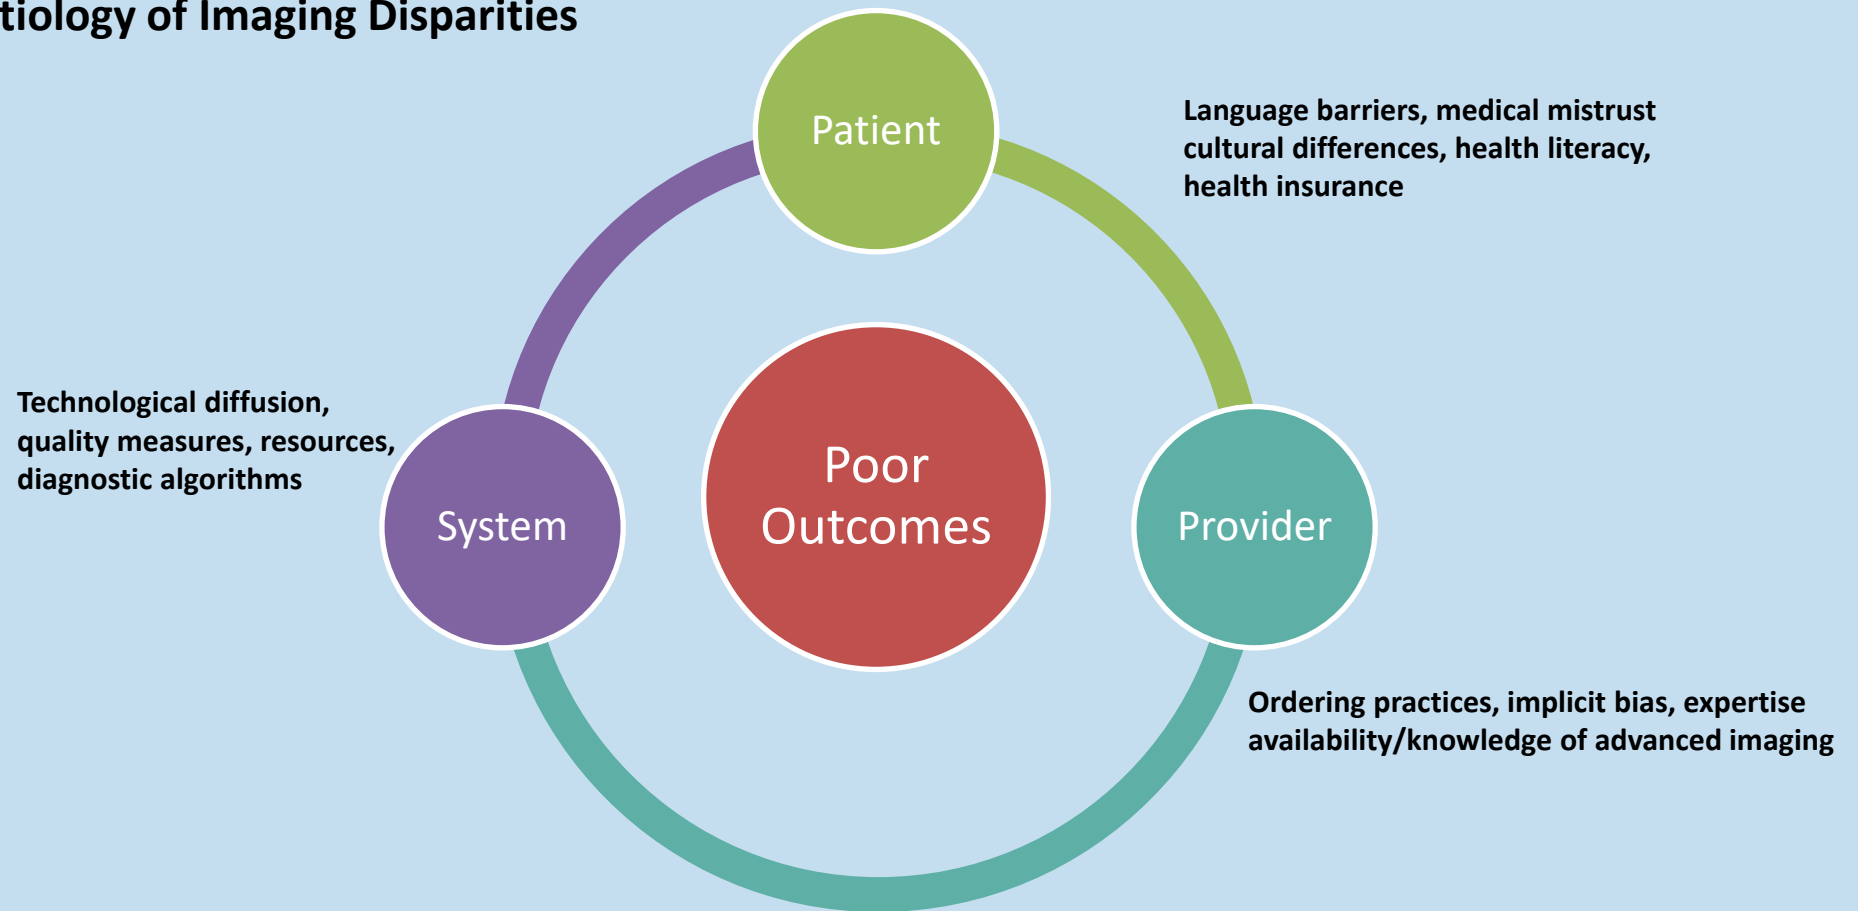 tiology of Imaging Disparities
Patient
Language barriers, medical mistrust
cultural differences, health literacy,
health insurance
Technological diffusion,
quality measures, resources,
diagnostic algorithms
System
Poor
Outcomes
Provider
Ordering practices, implicit bias, expertise
availability/knowledge of advanced imaging